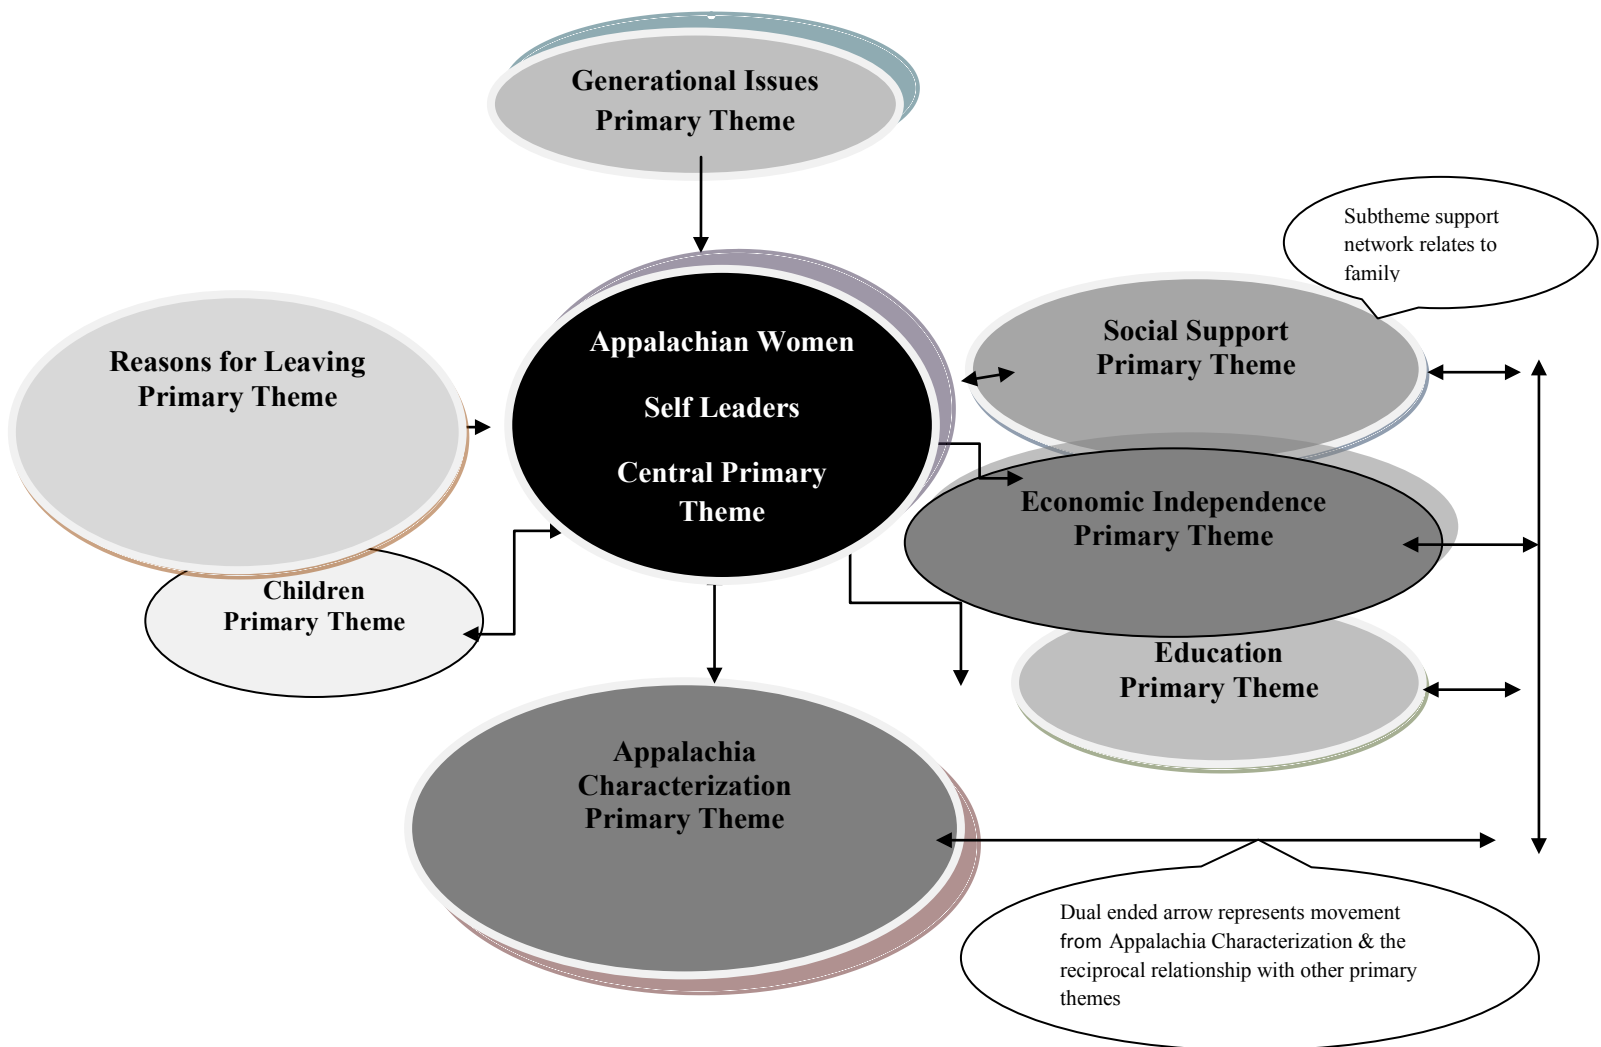 Generational Issues
Primary Theme
Subtheme support
network relates to
family
Appalachian Women
Self Leaders
Central Primary
Theme
Social Support
Primary Theme
Reasons for Leaving
Primary Theme
Economic Independence
Primary Theme
Children
Primary Theme
Education
Primary Theme
Appalachia
Characterization
Primary Theme
Dual ended arrow represents movement
from Appalachia Characterization & the
reciprocal relationship with other primary
themes